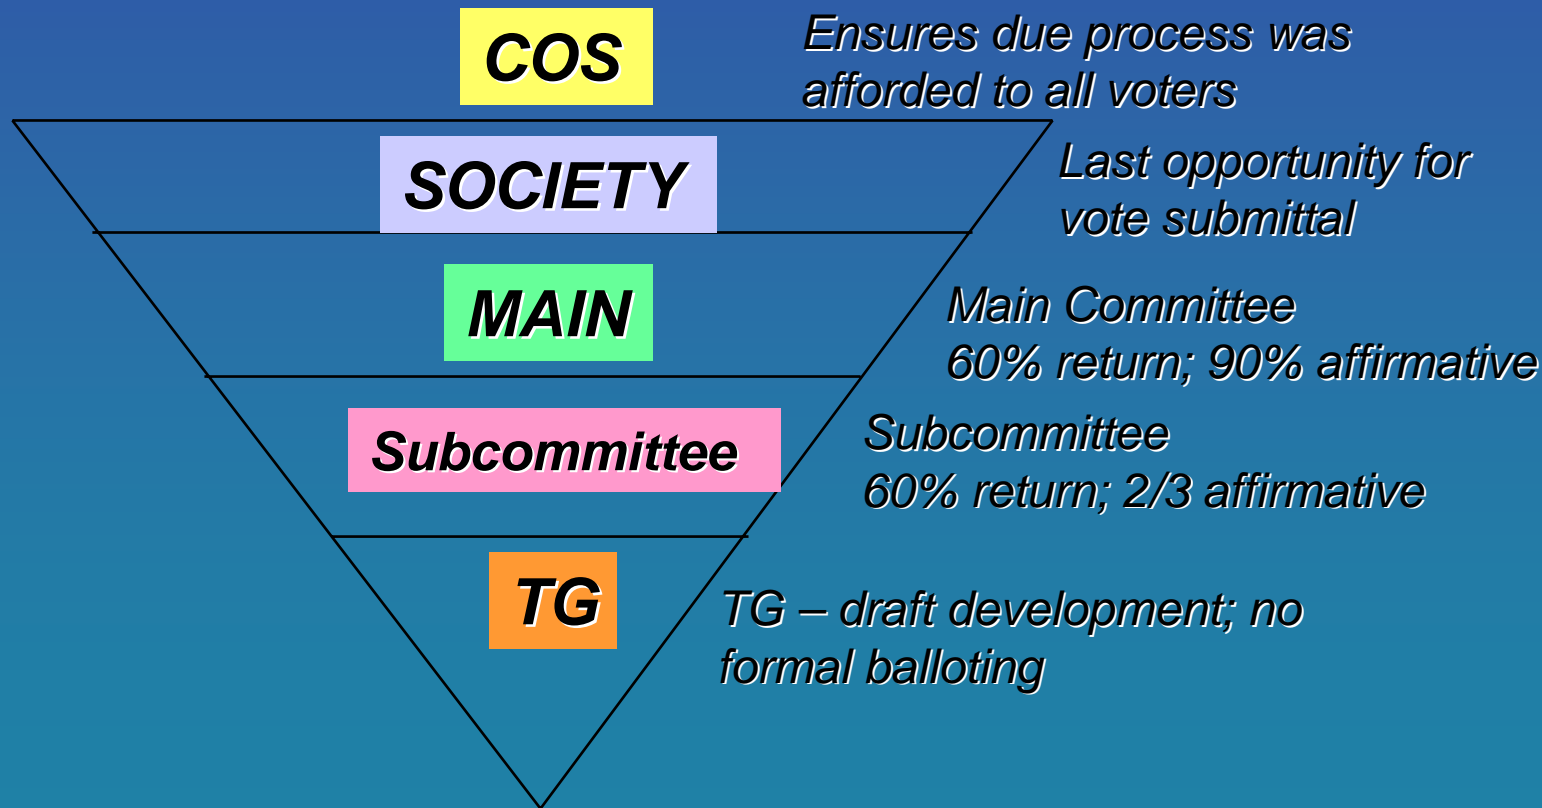 COS
Ensures due process was
afforded to all voters
SOCIETY
Last opportunity for
vote submittal
MAIN
Main Committee
60% return; 90% affirmative
Subcommittee
Subcommittee
60% return; 2/3 affirmative
TG
TG – draft development; no
formal balloting